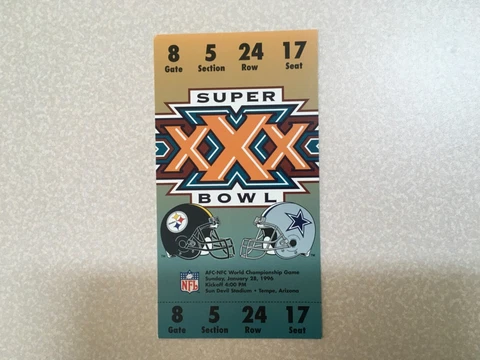 8 5 24 17
Gate Section Row Seat
SUPER
XXX
BOWL
NFL
AFC-NFC World Championship Game
Sunday, January 28, 1996
Kickoff 4:00 PM
Sun Devil Stadium • Tempe, Arizona
8 5 24 17
Gate Section Row Seat